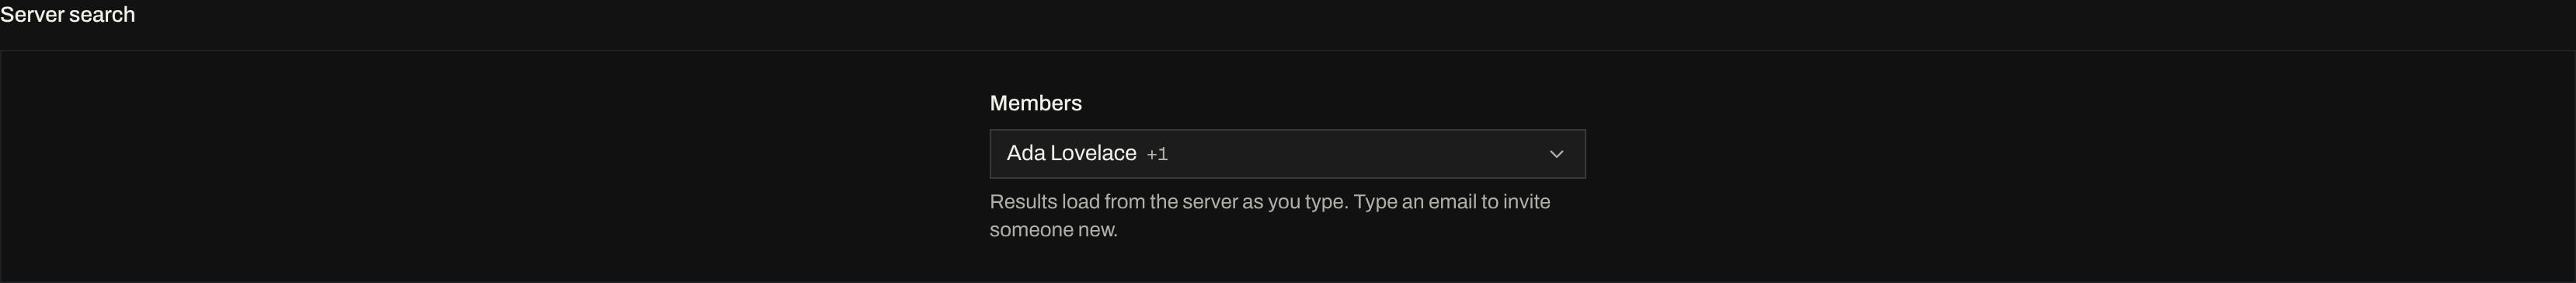 Server search
Members
Ada Lovelace +1
Results load from the server as you type. Type an email to invite
someone new.